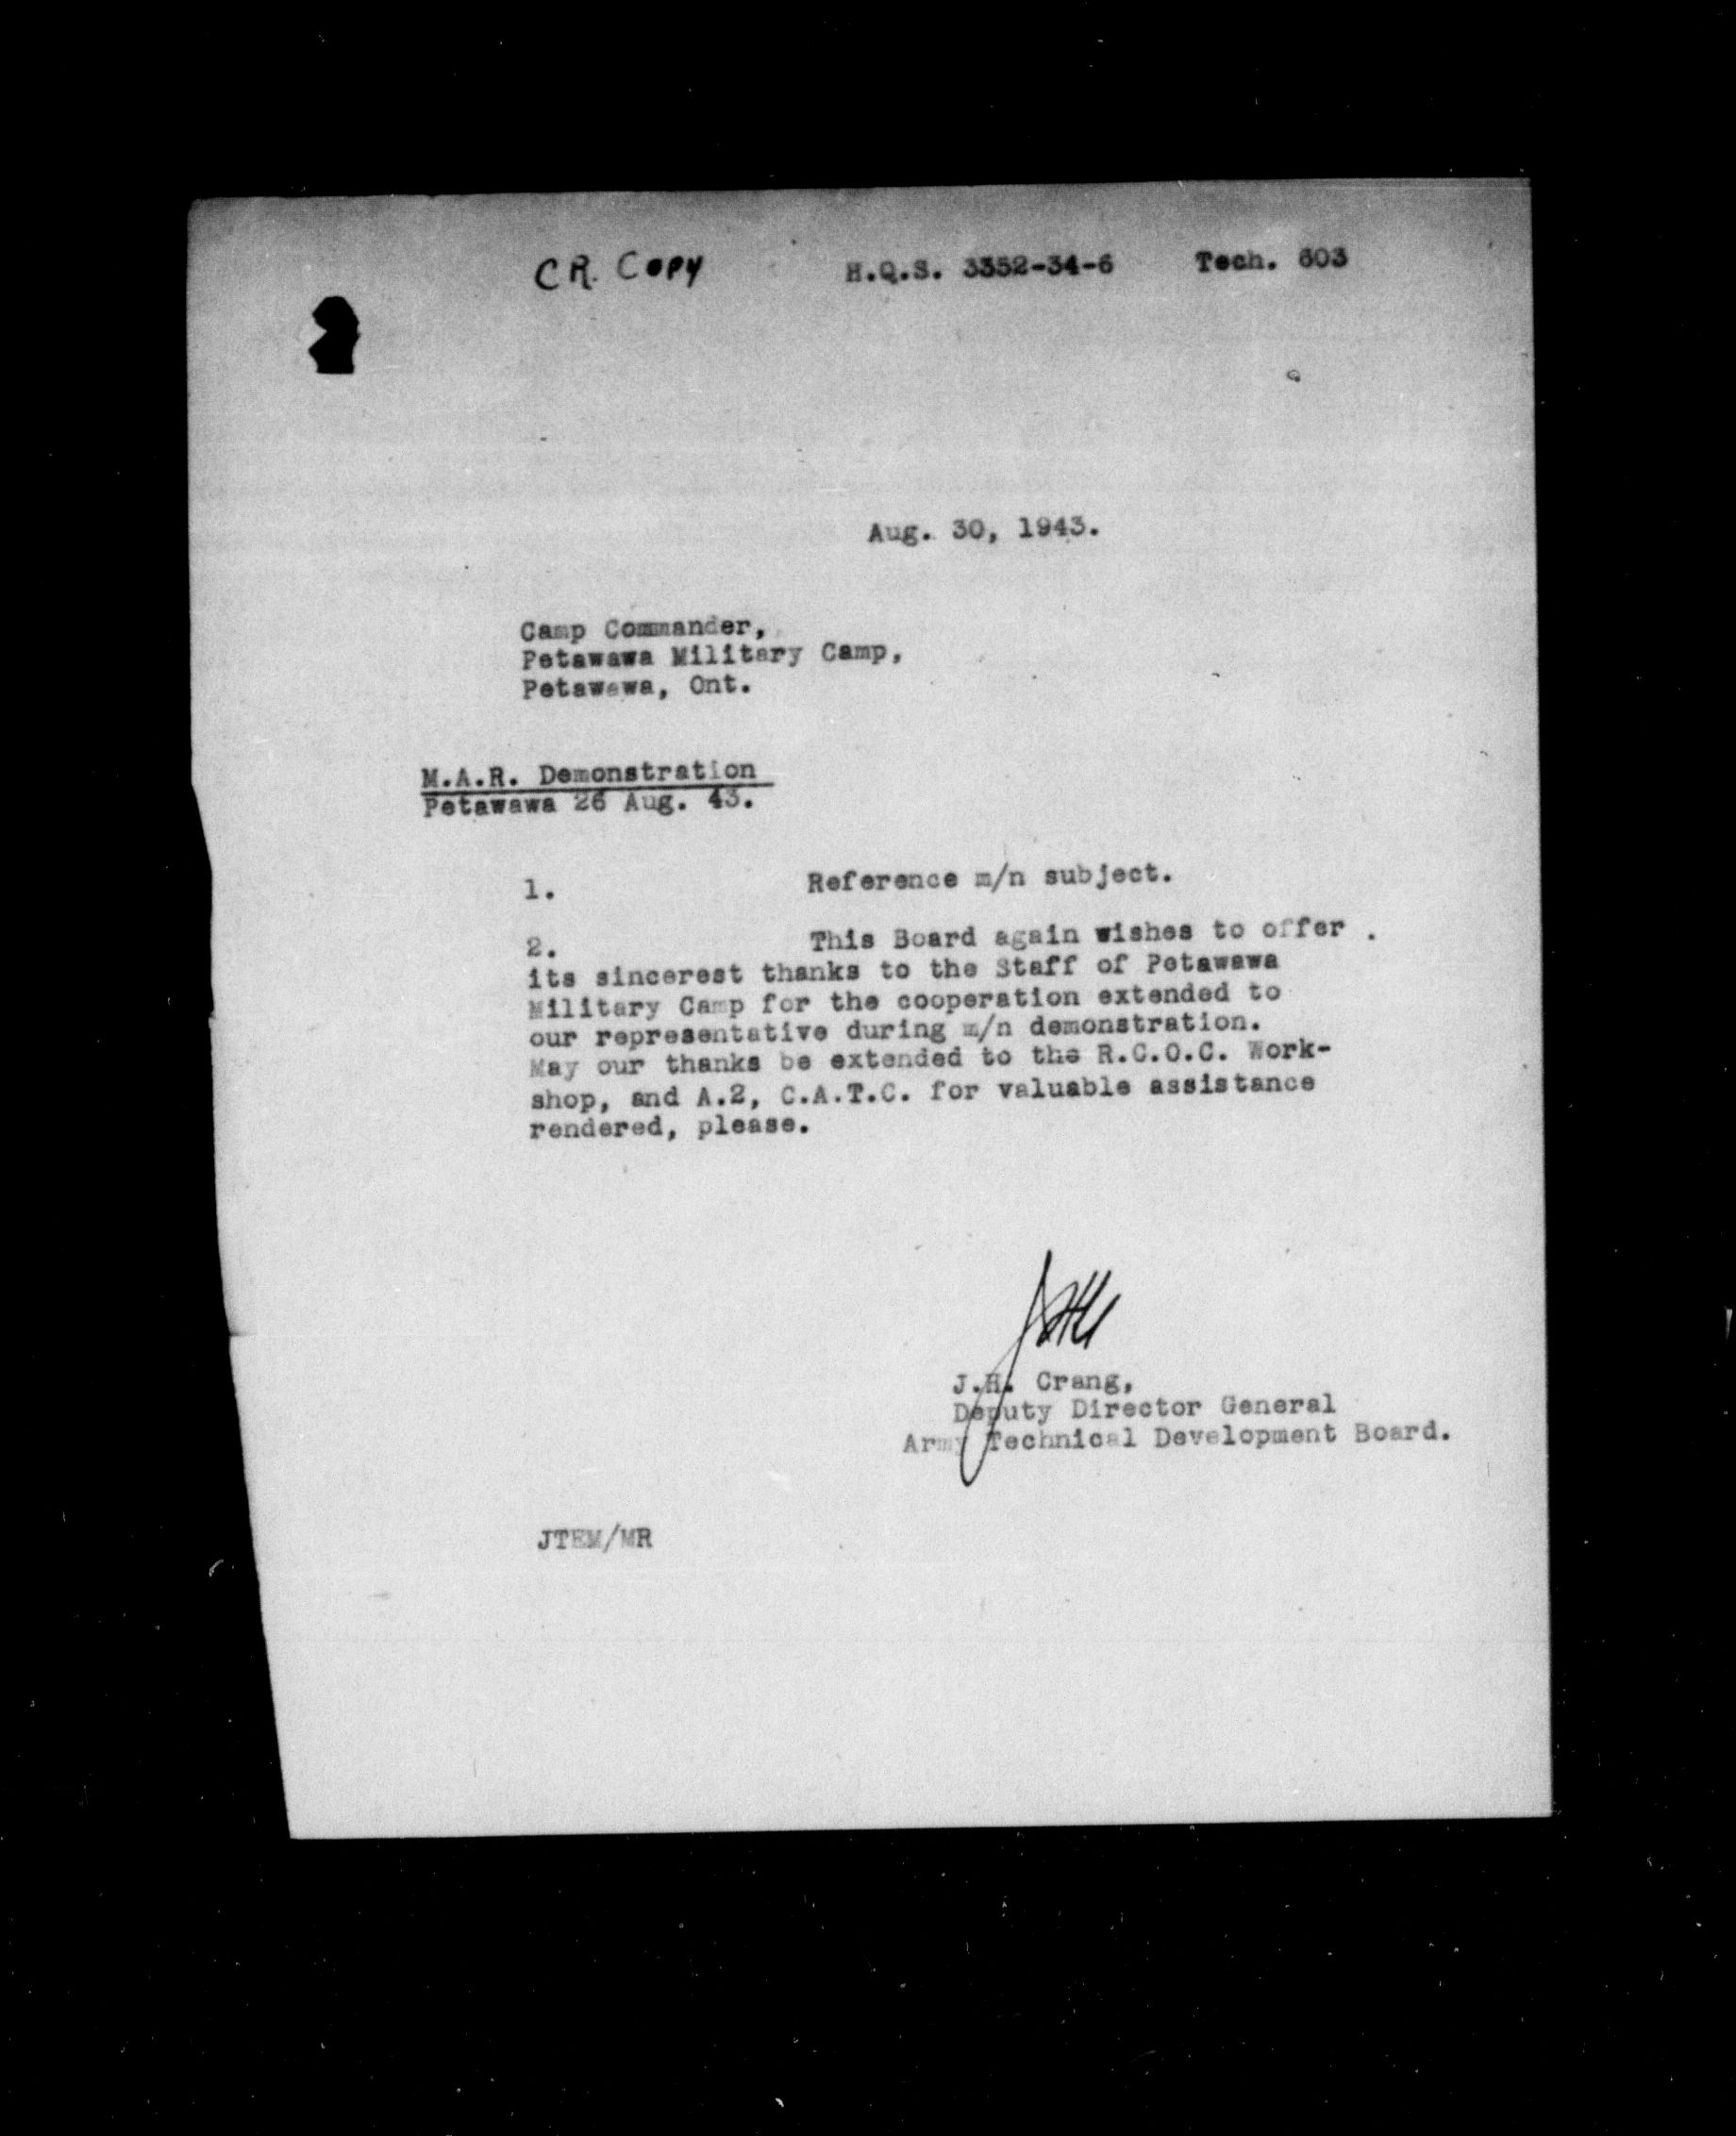 C R. Copy H.Q.S. 3352-34-6 Tech. 603
Aug. 30, 1943.
Camp Commander,
Petawawa Military Camp,
Petawawa, Ont.
M.A.R. Demonstration
Petawawa 26 Aug. 43.
1. Reference m/n subject.
2. This Board again wishes to offer .
its sincerest thanks to the Staff of Petawawa
Military Camp for the cooperation extended to
our representative during m/n demonstration.
May our thanks be extended to the R.C.O.C. Work-
shop, and A.2, C.A.T.C. for valuable assistance
rendered, please.
J.H. Crang,
Deputy Director General
Army Technical Development Board.
JTEM/MR